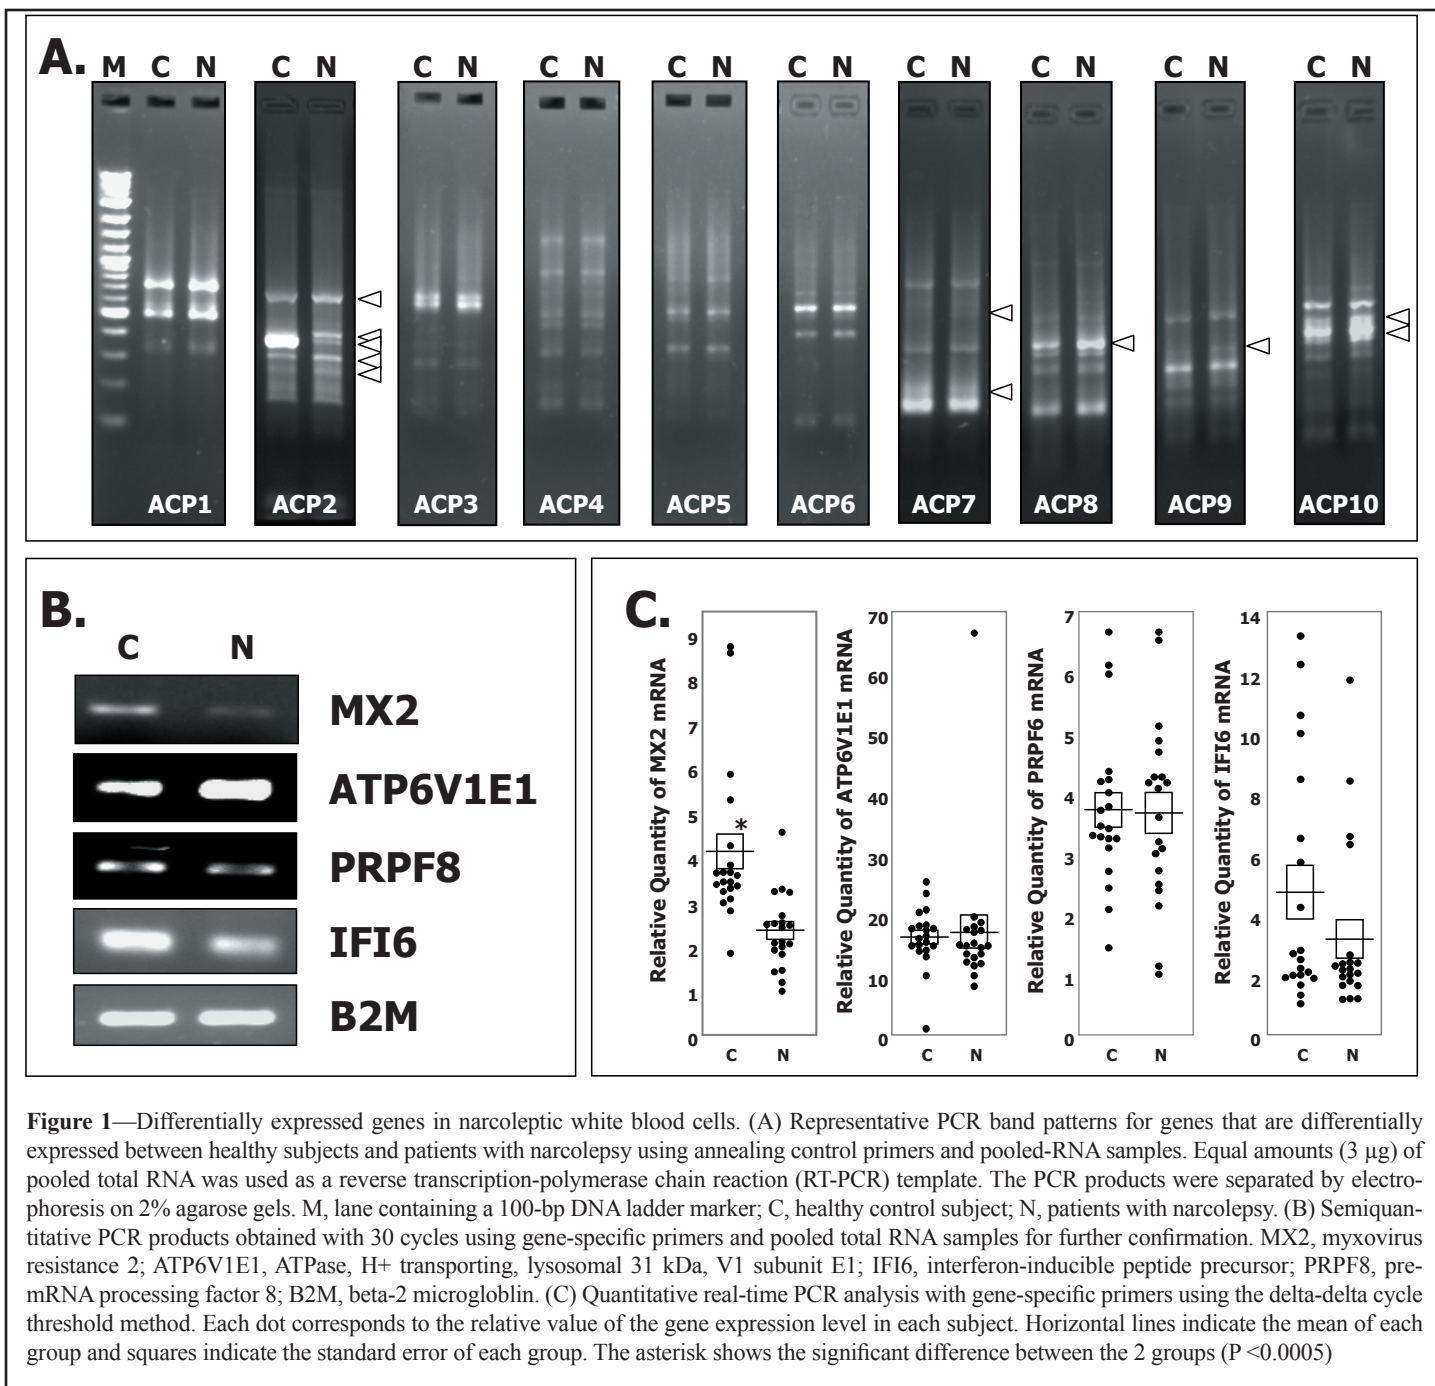 A.
M C N C N C N C N C N C N C N C N C N C N
ACP1 ACP2 ACP3 ACP4 ACP5 ACP6 ACP7 ACP8 ACP9 ACP10
B.
C N
MX2
ATP6V1E1
PRPF8
IFI6
B2M
C.
Relative Quantity of MX2 mRNA
9
8
7
6
5
4
3
2
1
0
*
C N
Relative Quantity of ATP6V1E1 mRNA
70
60
50
40
30
20
10
0
C N
Relative Quantity of PRPF6 mRNA
7
6
5
4
3
2
1
0
C N
Relative Quantity of IFI6 mRNA
14
12
10
8
6
4
2
0
C N
Figure 1—Differentially expressed genes in narcoleptic white blood cells. (A) Representative PCR band patterns for genes that are differentially
expressed between healthy subjects and patients with narcolepsy using annealing control primers and pooled-RNA samples. Equal amounts (3 µg) of
pooled total RNA was used as a reverse transcription-polymerase chain reaction (RT-PCR) template. The PCR products were separated by electro-
phoresis on 2% agarose gels. M, lane containing a 100-bp DNA ladder marker; C, healthy control subject; N, patients with narcolepsy. (B) Semiquan-
titative PCR products obtained with 30 cycles using gene-specific primers and pooled total RNA samples for further confirmation. MX2, myxovirus
resistance 2; ATP6V1E1, ATPase, H+ transporting, lysosomal 31 kDa, V1 subunit E1; IFI6, interferon-inducible peptide precursor; PRPF8, pre-
mRNA processing factor 8; B2M, beta-2 microgloblin. (C) Quantitative real-time PCR analysis with gene-specific primers using the delta-delta cycle
threshold method. Each dot corresponds to the relative value of the gene expression level in each subject. Horizontal lines indicate the mean of each
group and squares indicate the standard error of each group. The asterisk shows the significant difference between the 2 groups (P <0.0005)